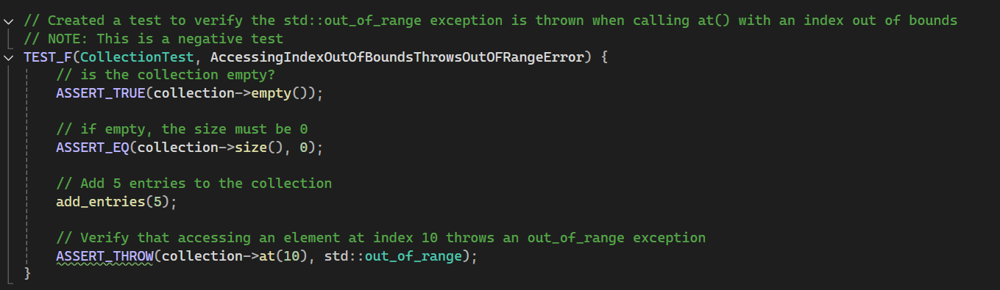 // Created a test to verify the std::out_of_range exception is thrown when calling at() with an index out of bounds
// NOTE: This is a negative test
TEST_F(CollectionTest, AccessingIndexOutOfBoundsThrowsOutOFRangeError) {
    // is the collection empty?
    ASSERT_TRUE(collection->empty());

    // if empty, the size must be 0
    ASSERT_EQ(collection->size(), 0);

    // Add 5 entries to the collection
    add_entries(5);

    // Verify that accessing an element at index 10 throws an out_of_range exception
    ASSERT_THROW(collection->at(10), std::out_of_range);
}